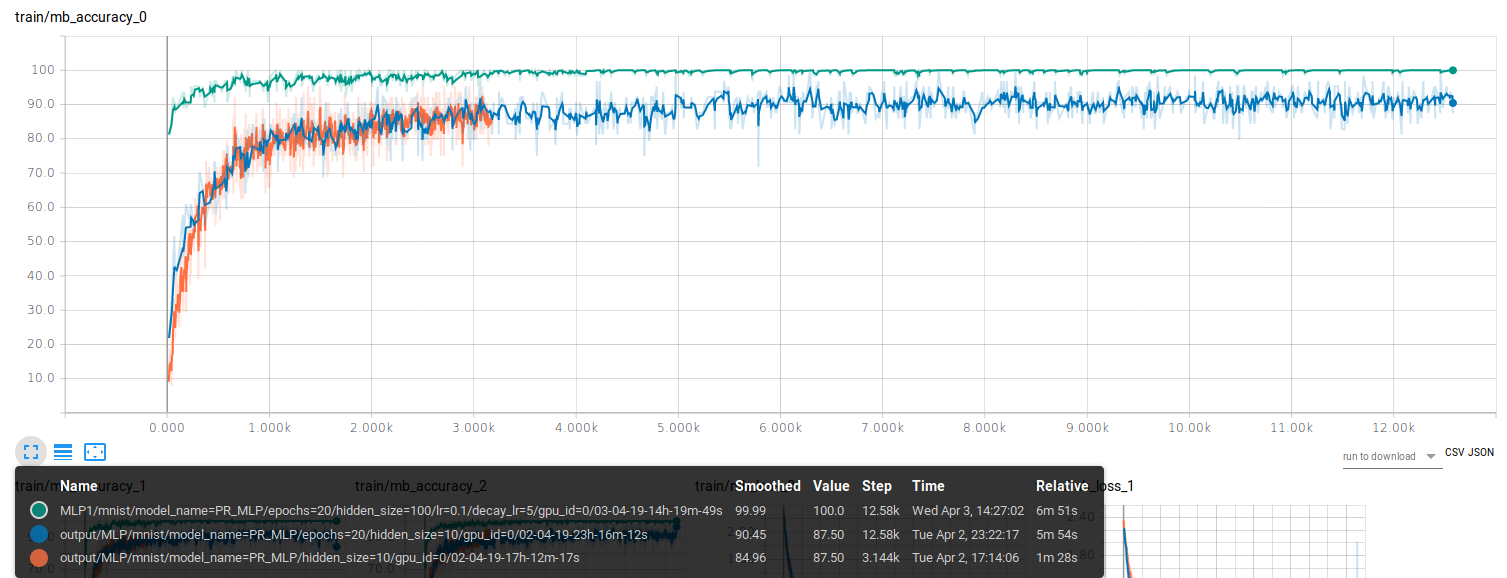 train/mb_accuracy_0
100
90.0
80.0
70.0
60.0
50.0
40.0
30.0
20.0
10.0
0.000 1.000k 2.000k 3.000k 4.000k 5.000k 6.000k 7.000k 8.000k 9.000k 10.00k 11.00k 12.00k
run to download CSV JSON
train/mb_accuracy_2
Name Smoothed Value Step Time Relative
MLP1/mnist/model_name=PR_MLP/epochs=20/hidden_size=100/lr=0.1/decay_lr=5/gpu_id=0/03-04-19-14h-19m-49s 99.99 100.0 12.58k Wed Apr 3, 14:27:02 6m 51s
output/MLP/mnist/model_name=PR_MLP/epochs=20/hidden_size=10/gpu_id=0/02-04-19-23h-16m-12s 90.45 87.50 12.58k Tue Apr 2, 23:22:17 5m 54s
output/MLP/mnist/model_name=PR_MLP/hidden_size=10/gpu_id=0/02-04-19-17h-12m-17s 84.96 87.50 3.144k Tue Apr 2, 17:14:06 1m 28s